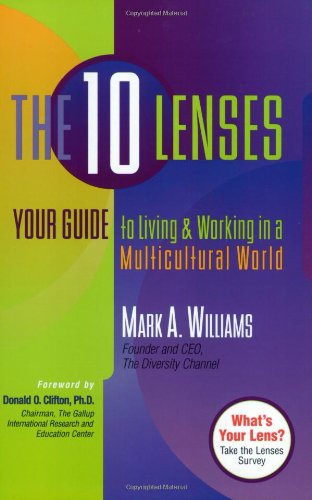 THE 10 LENSES
YOUR GUIDE to Living & Working in a
Multicultural World
MARK A. WILLIAMS
Founder and CEO,
The Diversity Channel
Foreword by
Donald O. Clifton, Ph.D.
Chairman, The Gallup
International Research and
Education Center
What's
Your Lens?
Take the Lenses
Survey